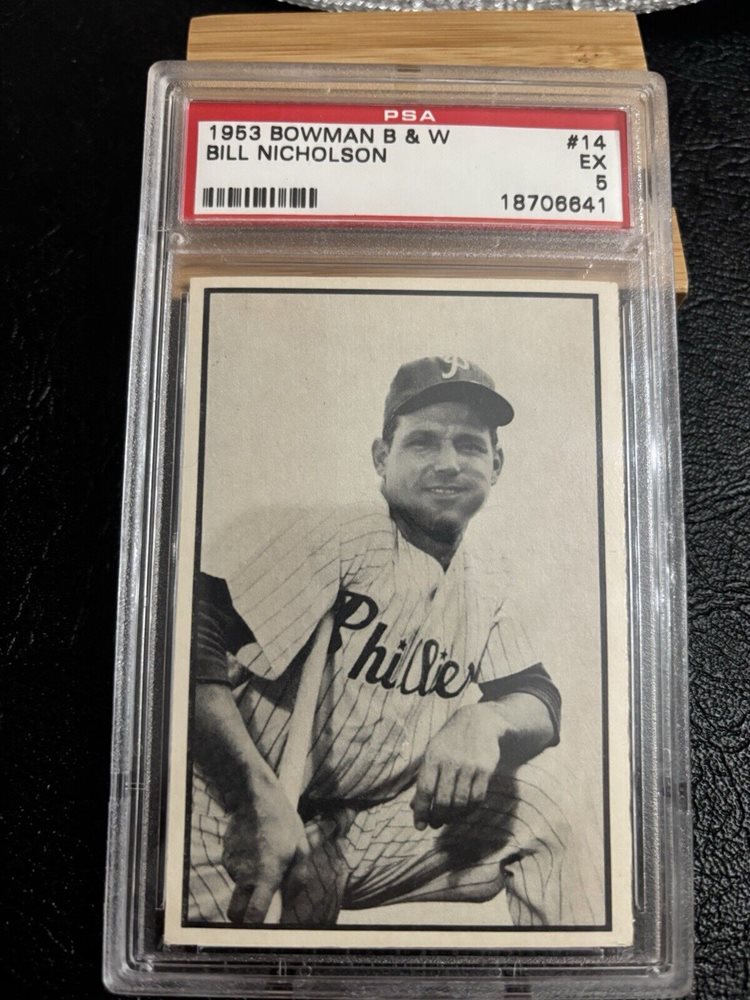 PSA
1953 BOWMAN B & W #14
BILL NICHOLSON EX
5
18706641
P
Phillies